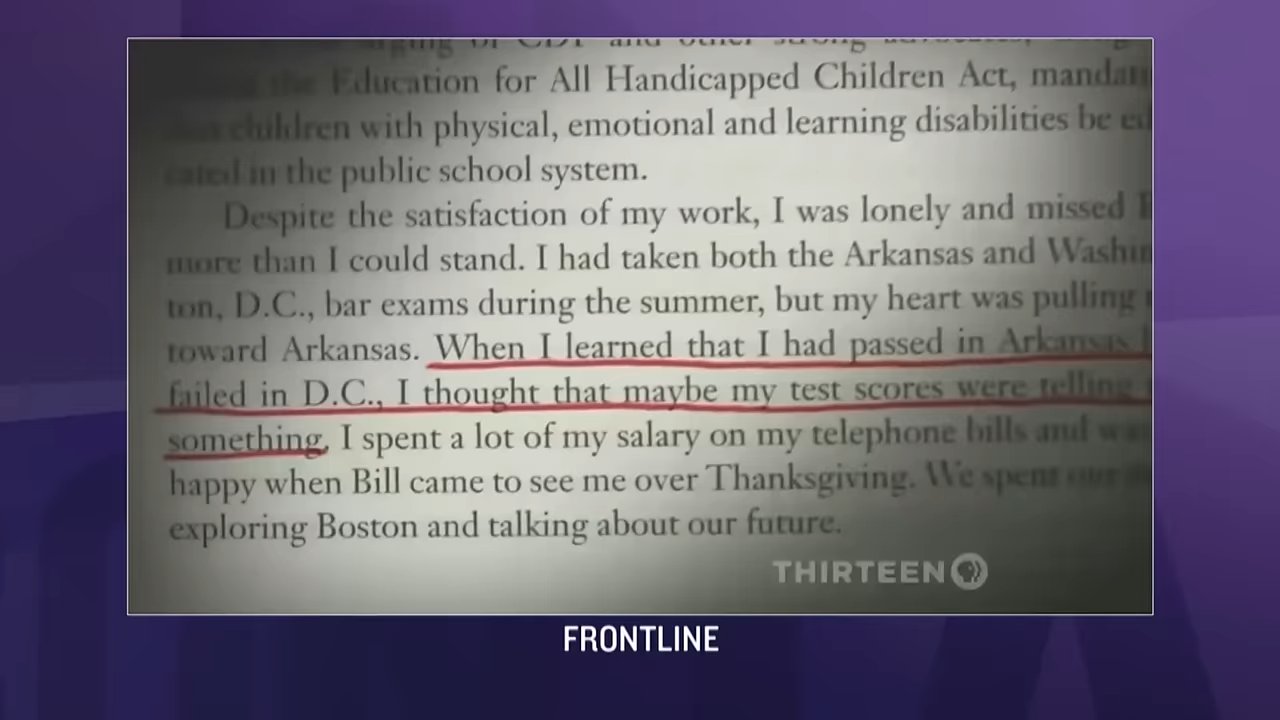 Education for All Handicapped Children Act,
children with physical, emotional and learning disabilities be
in the public school system.
Despite the satisfaction of my work, I was lonely and missed
more than I could stand. I had taken both the Arkansas and
ton, D.C., bar exams during the summer, but my heart was pulling
toward Arkansas. When I learned that I had passed in Arkansas
failed in D.C., I thought that maybe my test scores were telling
something. I spent a lot of my salary on my telephone bills and
happy when Bill came to see me over Thanksgiving. We spent our
exploring Boston and talking about our future.
THIRTEEN
FRONTLINE